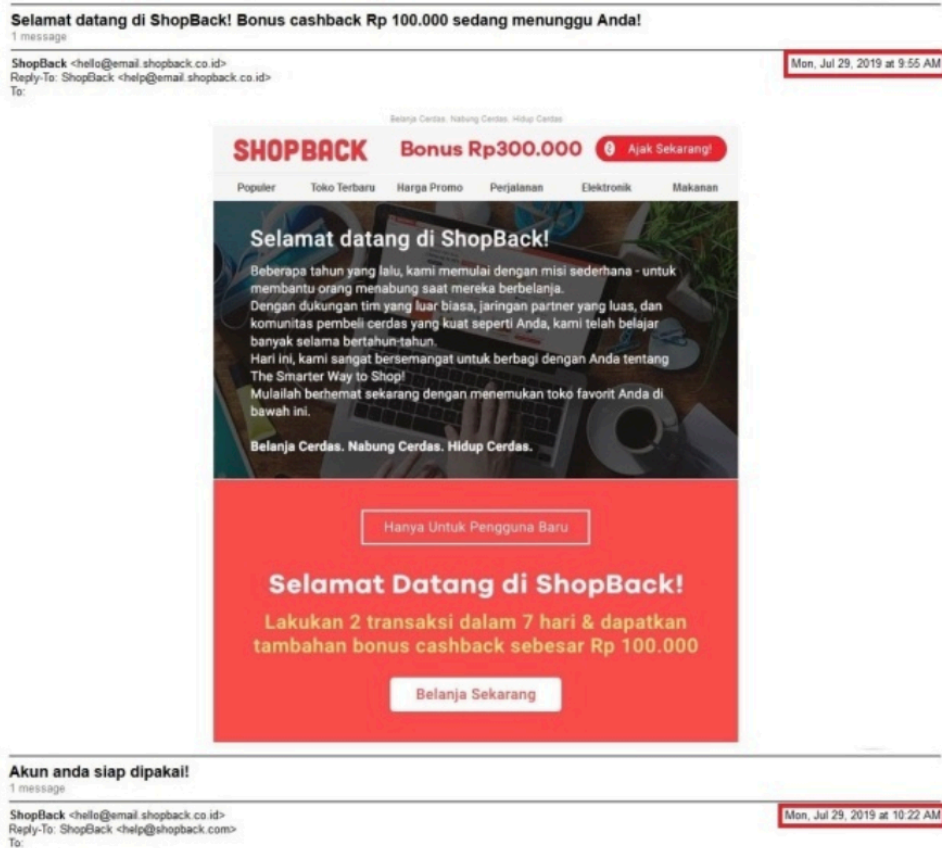 Selamat datang di ShopBack! Bonus cashback Rp 100.000 sedang menunggu Anda!
1 message
ShopBack <hello@email.shopback.co.id>
Mon, Jul 29, 2019 at 9:55 AM
Reply-To: ShopBack <help@email.shopback.co.id>
To:
Belanja Cerdas. Nabung Cerdas. Hidup Cerdas
SHOPBACK Bonus Rp300.000 Ajak Sekarang!
Populer Toko Terbaru Harga Promo Perjalanan Elektronik Makanan
Selamat datang di ShopBack!
Beberapa tahun yang lalu, kami memulai dengan misi sederhana - untuk
membantu orang menabung saat mereka berbelanja.
Dengan dukungan tim yang luar biasa, jaringan partner yang luas, dan
komunitas pembeli cerdas yang kuat seperti Anda, kami telah belajar
banyak selama bertahun-tahun.
Hari ini, kami sangat bersemangat untuk berbagi dengan Anda tentang
The Smarter Way to Shop!
Mulailah berhemat sekarang dengan menemukan toko favorit Anda di
bawah ini.
Belanja Cerdas. Nabung Cerdas. Hidup Cerdas.
Hanya Untuk Pengguna Baru
Selamat Datang di ShopBack!
Lakukan 2 transaksi dalam 7 hari & dapatkan
tambahan bonus cashback sebesar Rp 100.000
Belanja Sekarang
Akun anda siap dipakai!
1 message
ShopBack <hello@email.shopback.co.id>
Mon, Jul 29, 2019 at 10:22 AM
Reply-To: ShopBack <help@shopback.com>
To: